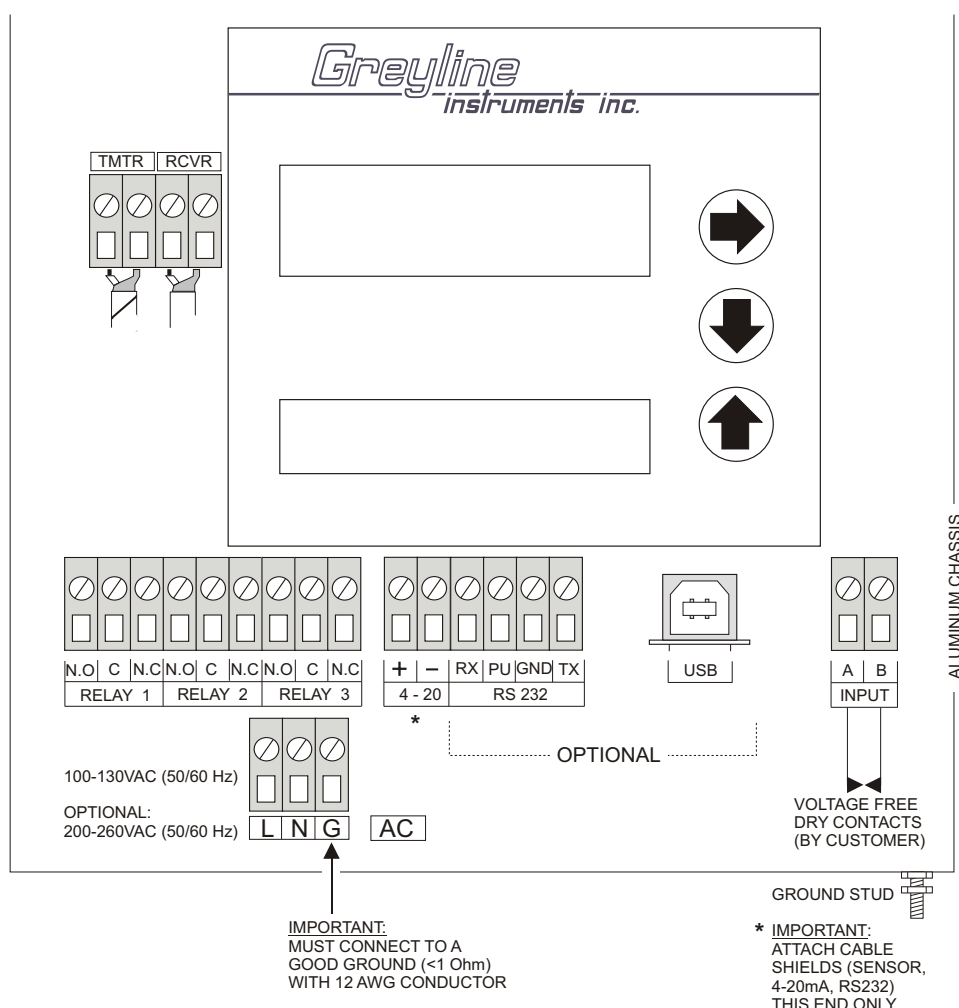 Greyline
instruments inc.
TMTR RCVR
N.O C N.C N.O C N.C N.O C N.C
RELAY 1 RELAY 2 RELAY 3
+ − RX PU GND TX
4 - 20 RS 232
*
USB
A B
INPUT
OPTIONAL
ALUMINUM CHASSIS
100-130VAC (50/60 Hz)
OPTIONAL:
200-260VAC (50/60 Hz)
L N G AC
VOLTAGE FREE
DRY CONTACTS
(BY CUSTOMER)
GROUND STUD
IMPORTANT:
MUST CONNECT TO A
GOOD GROUND (<1 Ohm)
WITH 12 AWG CONDUCTOR
* IMPORTANT:
ATTACH CABLE
SHIELDS (SENSOR,
4-20mA, RS232)
THIS END ONLY